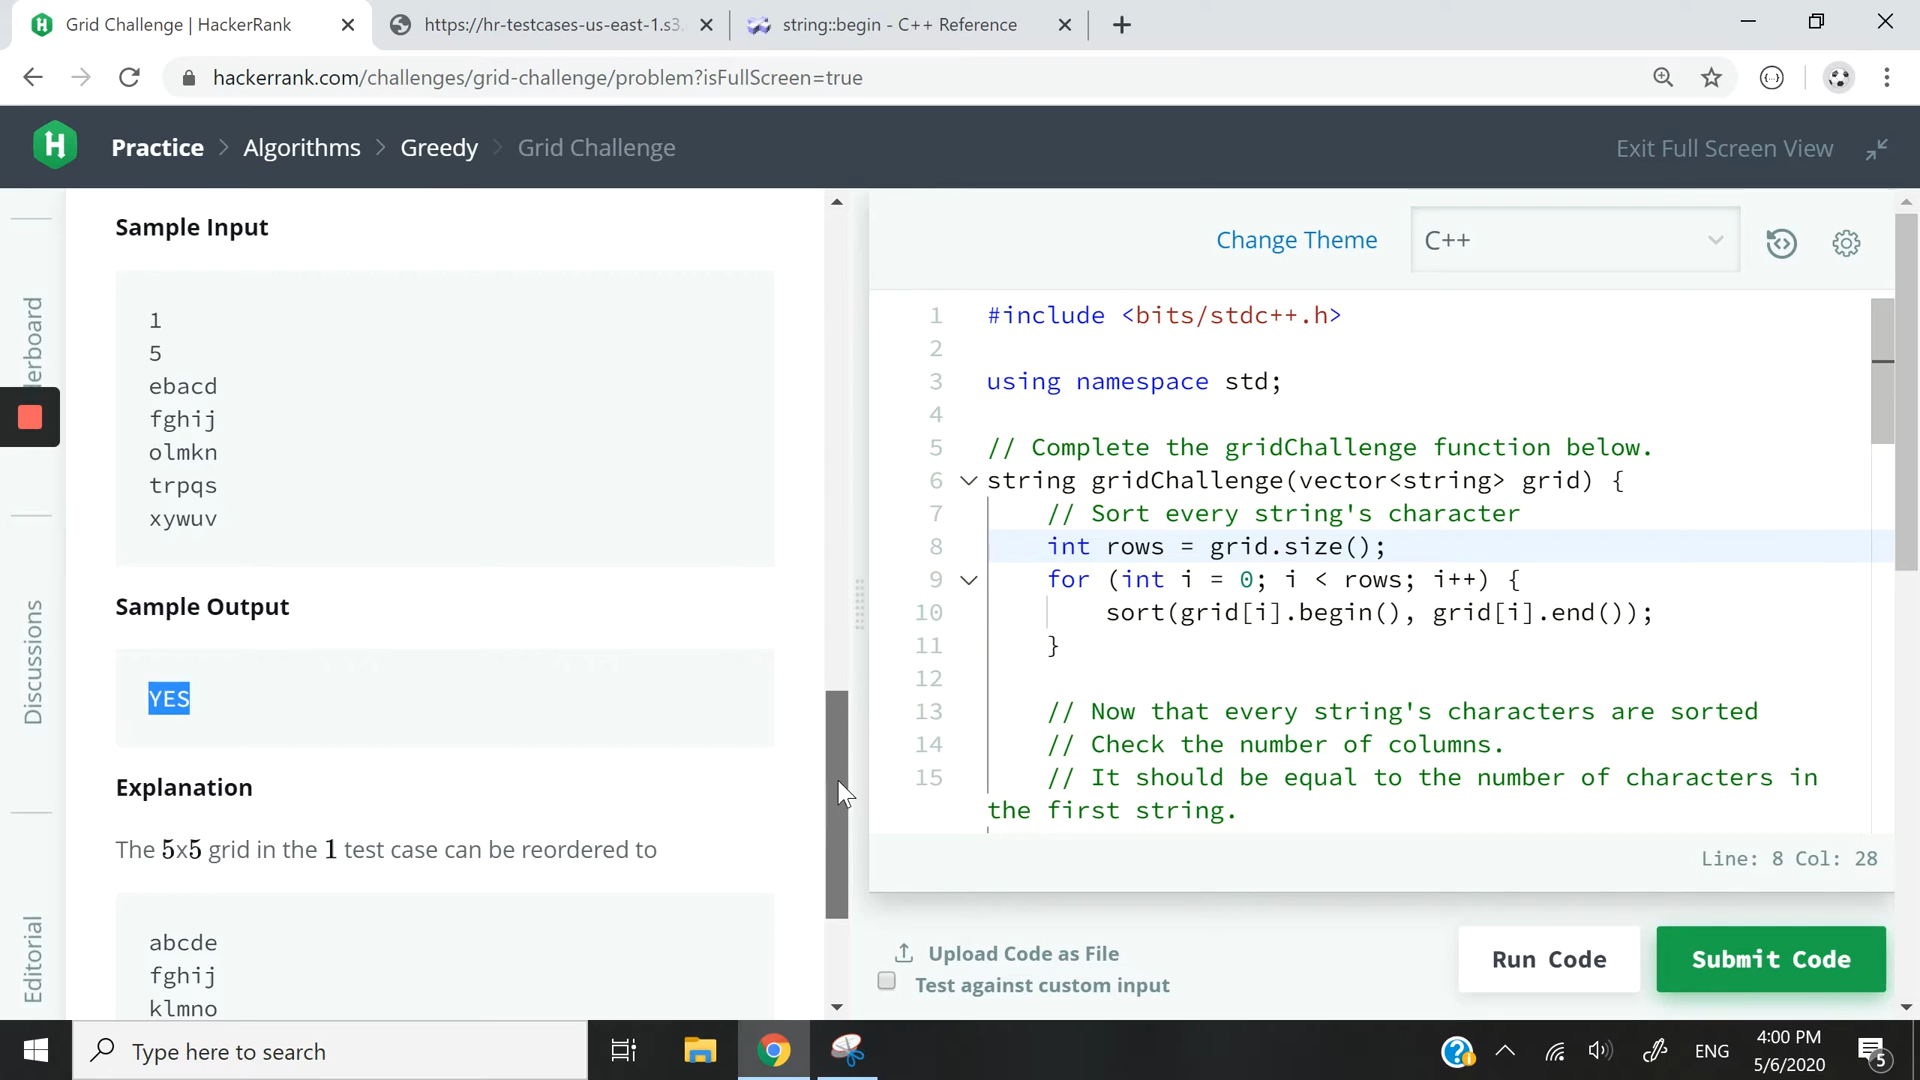 Grid Challenge | HackerRank
https://hr-testcases-us-east-1.s3.
string::begin - C++ Reference
hackerrank.com/challenges/grid-challenge/problem?isFullScreen=true
H
Practice > Algorithms > Greedy > Grid Challenge
Exit Full Screen View
erboard
Discussions
Editorial
Sample Input
1
5
ebacd
fghij
olmkn
trpqs
xywuv
Sample Output
YES
Explanation
The 5x5 grid in the 1 test case can be reordered to
abcde
fghij
klmno
Change Theme
C++
1 #include <bits/stdc++.h>
2
3 using namespace std;
4
5 // Complete the gridChallenge function below.
6 string gridChallenge(vector<string> grid) {
7 // Sort every string's character
8 int rows = grid.size();
9 for (int i = 0; i < rows; i++) {
10 sort(grid[i].begin(), grid[i].end());
11 }
12
13 // Now that every string's characters are sorted
14 // Check the number of columns.
15 // It should be equal to the number of characters in
the first string.
Line: 8 Col: 28
Upload Code as File
Test against custom input
Run Code
Submit Code
Type here to search
ENG
4:00 PM
5/6/2020
5